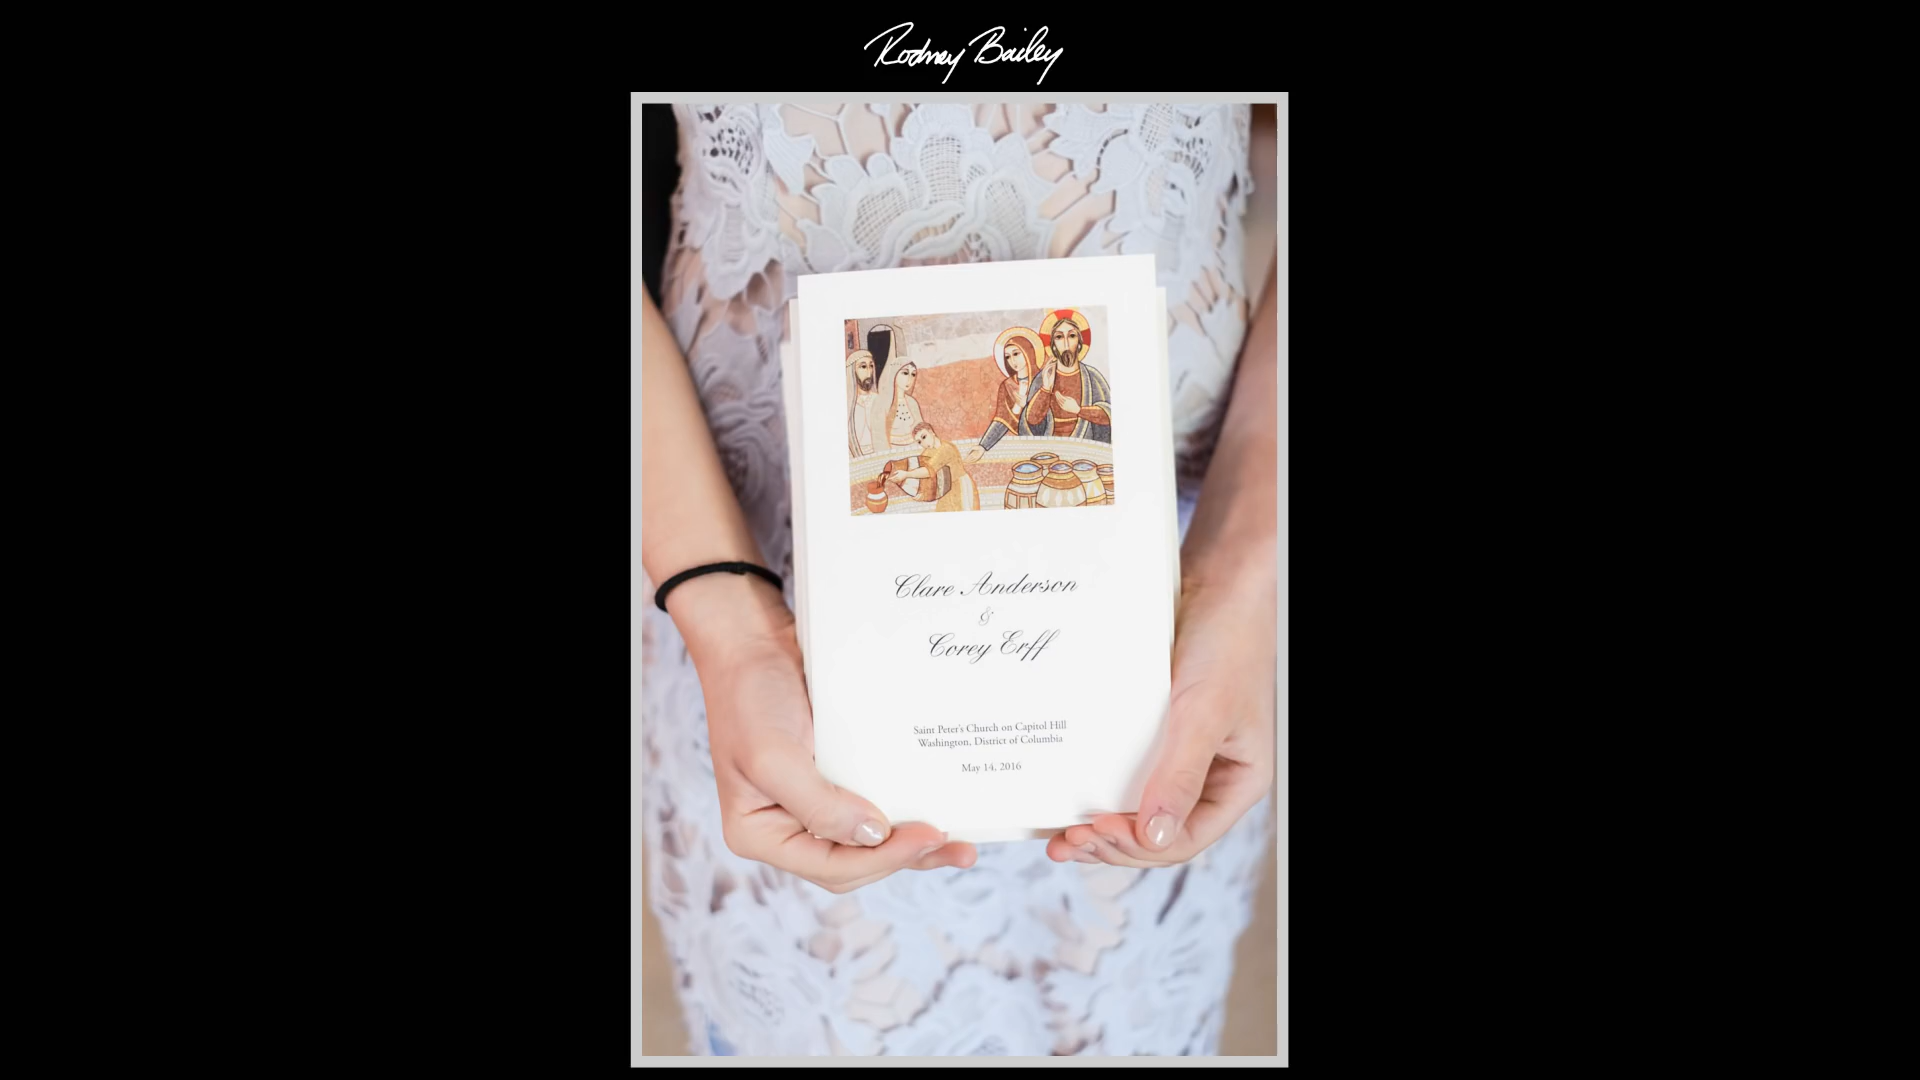 Rodney Bailey
Clare Anderson
&
Corey Erff
Saint Peter's Church on Capitol Hill
Washington, District of Columbia
May 14, 2016